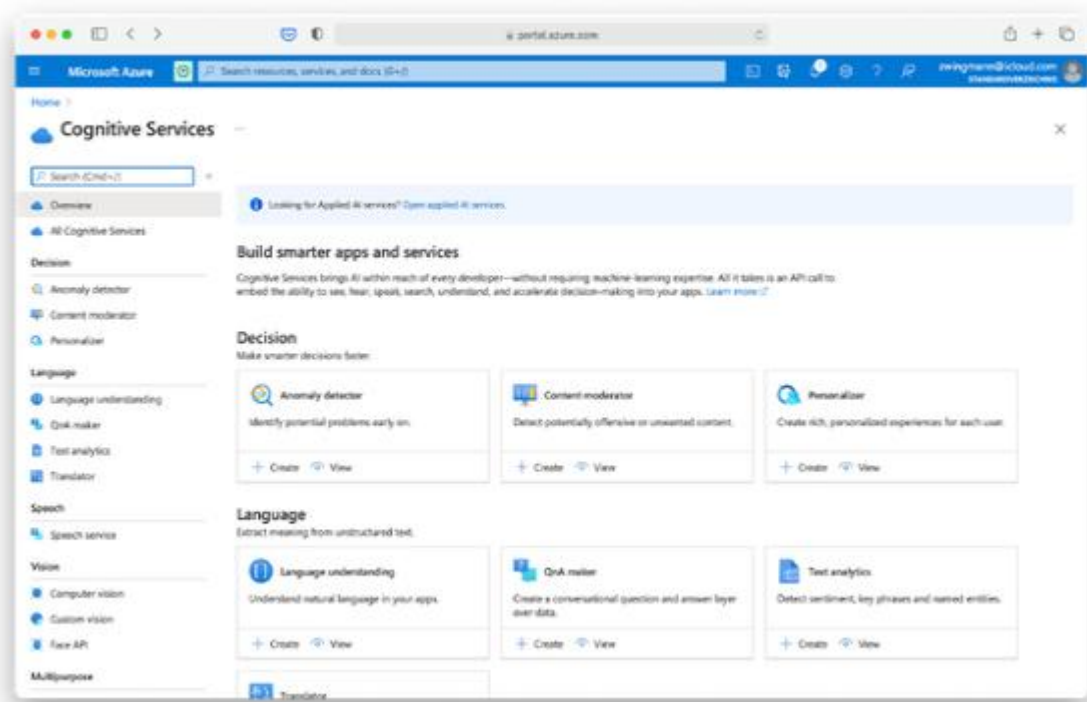 portal.azure.com
Microsoft Azure
Search resources, services, and docs (G+/)
zwingmann@icloud.com
Home >
Cognitive Services ...
Search (Cmd+/)
Overview
All Cognitive Services
Decision
Anomaly detector
Content moderator
Personalizer
Language
Language understanding
QnA maker
Text analytics
Translator
Speech
Speech service
Vision
Computer vision
Custom vision
Face API
Multipurpose
Looking for Applied AI services? Open applied AI services.
Build smarter apps and services
Cognitive Services brings AI within reach of every developer—without requiring machine-learning expertise. All it takes is an API call to
embed the ability to see, hear, speak, search, understand, and accelerate decision-making into your apps. Learn more
Decision
Make smarter decisions faster.
Anomaly detector
Identify potential problems early on.
+ Create View
Content moderator
Detect potentially offensive or unwanted content.
+ Create View
Personalizer
Create rich, personalized experiences for each user.
+ Create View
Language
Extract meaning from unstructured text.
Language understanding
Understand natural language in your apps.
+ Create View
QnA maker
Create a conversational question and answer layer
over data.
+ Create View
Text analytics
Detect sentiment, key phrases and named entities.
+ Create View
Translator